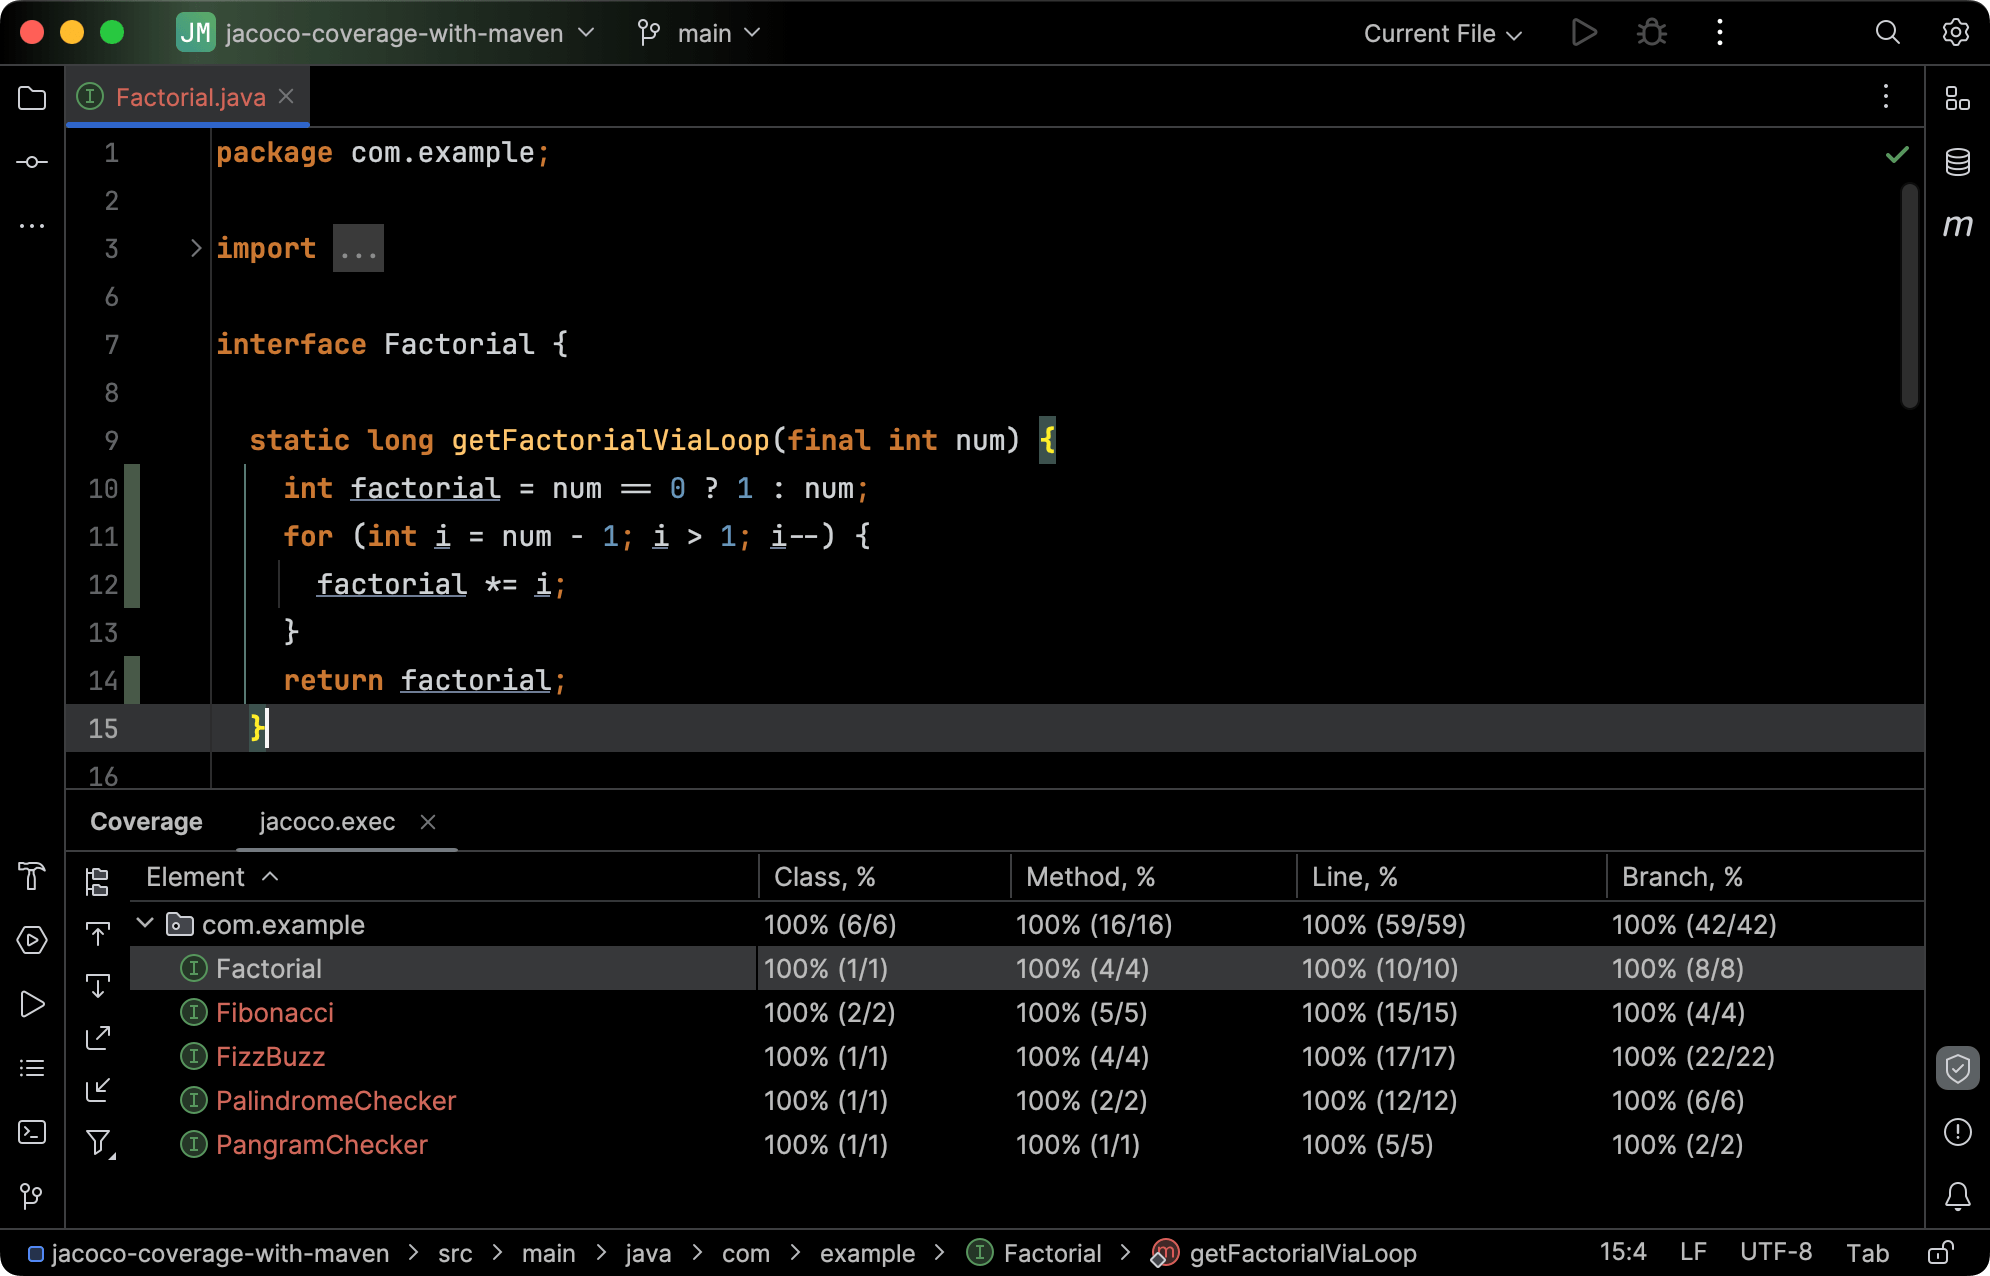 JM jacoco-coverage-with-maven main Current File
Factorial.java
1 package com.example;
2
3 import ...
6
7 interface Factorial {
8
9 static long getFactorialViaLoop(final int num) {
10 int factorial = num == 0 ? 1 : num;
11 for (int i = num - 1; i > 1; i--) {
12 factorial *= i;
13 }
14 return factorial;
15 }
16
m
Coverage jacoco.exec
Element Class, % Method, % Line, % Branch, %
com.example 100% (6/6) 100% (16/16) 100% (59/59) 100% (42/42)
I Factorial 100% (1/1) 100% (4/4) 100% (10/10) 100% (8/8)
I Fibonacci 100% (2/2) 100% (5/5) 100% (15/15) 100% (4/4)
I FizzBuzz 100% (1/1) 100% (4/4) 100% (17/17) 100% (22/22)
I PalindromeChecker 100% (1/1) 100% (2/2) 100% (12/12) 100% (6/6)
I PangramChecker 100% (1/1) 100% (1/1) 100% (5/5) 100% (2/2)
jacoco-coverage-with-maven > src > main > java > com > example > I Factorial > m getFactorialViaLoop 15:4 LF UTF-8 Tab